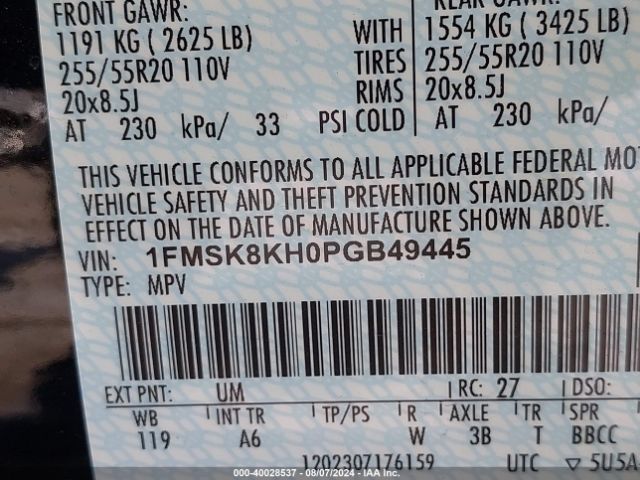 FRONT GAWR: REAR GAWR:
1191 KG ( 2625 LB) WITH 1554 KG ( 3425 LB)
255/55R20 110V TIRES 255/55R20 110V
20x8.5J RIMS 20x8.5J
AT 230 kPa/ 33 PSI COLD AT 230 kPa/
THIS VEHICLE CONFORMS TO ALL APPLICABLE FEDERAL MOT
VEHICLE SAFETY AND THEFT PREVENTION STANDARDS IN
EFFECT ON THE DATE OF MANUFACTURE SHOWN ABOVE.
VIN: 1FMSK8KH0PGB49445
TYPE: MPV
EXT PNT: UM RC: 27 DSO:
WB INT TR TP/PS R AXLE TR SPR
119 A6 W 3B T BBCC
1202307176159 UTC ▽ 5U5A
000-40028537 - 08/07/2024 - IAA Inc.